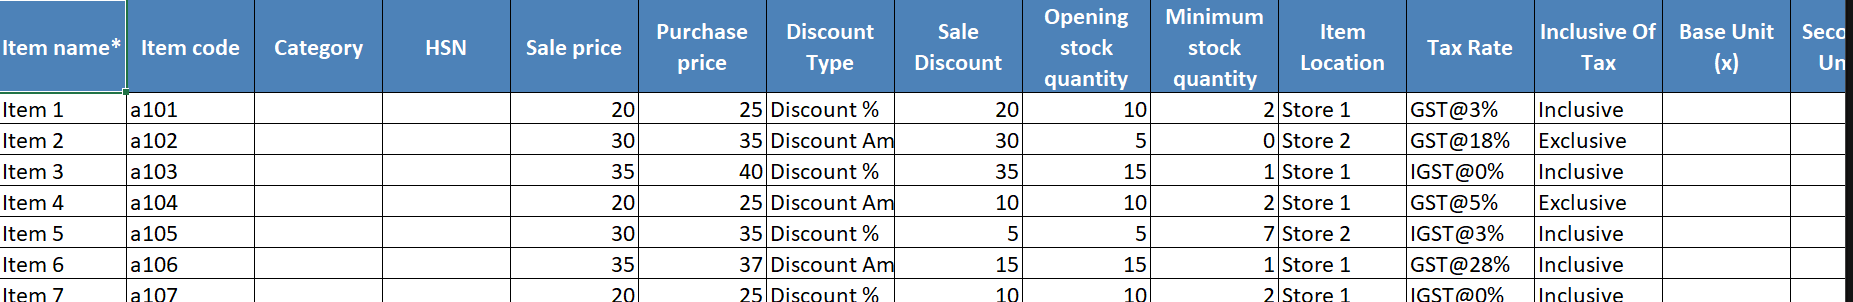 Item name* Item code Category HSN Sale price Purchase price Discount Type Sale Discount Opening stock quantity Minimum stock quantity Item Location Tax Rate Inclusive Of Tax Base Unit (x) Seco Un
Item 1 a101 20 25 Discount % 20 10 2 Store 1 GST@3% Inclusive
Item 2 a102 30 35 Discount Am 30 5 0 Store 2 GST@18% Exclusive
Item 3 a103 35 40 Discount % 35 15 1 Store 1 IGST@0% Inclusive
Item 4 a104 20 25 Discount Am 10 10 2 Store 1 GST@5% Exclusive
Item 5 a105 30 35 Discount % 5 5 7 Store 2 IGST@3% Inclusive
Item 6 a106 35 37 Discount Am 15 15 1 Store 1 GST@28% Inclusive
Item 7 a107 20 25 Discount % 10 10 2 Store 1 IGST@0% Inclusive